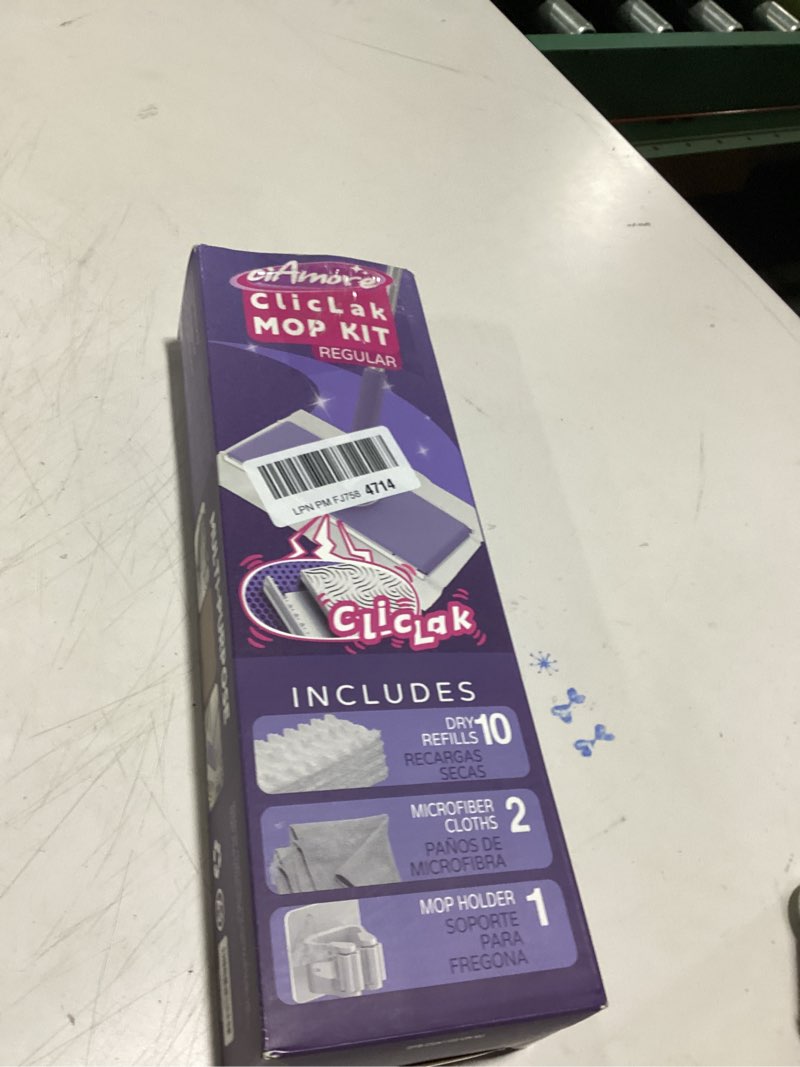 ciAmore
ClicLak
MOP KIT
REGULAR
LPN PM FJ758 4714
ClicLak
INCLUDES
DRY 10
REFILLS
RECARGAS
SECAS
MICROFIBER 2
CLOTHS
PAÑOS DE
MICROFIBRA
MOP HOLDER 1
SOPORTE
PARA
FREGONA